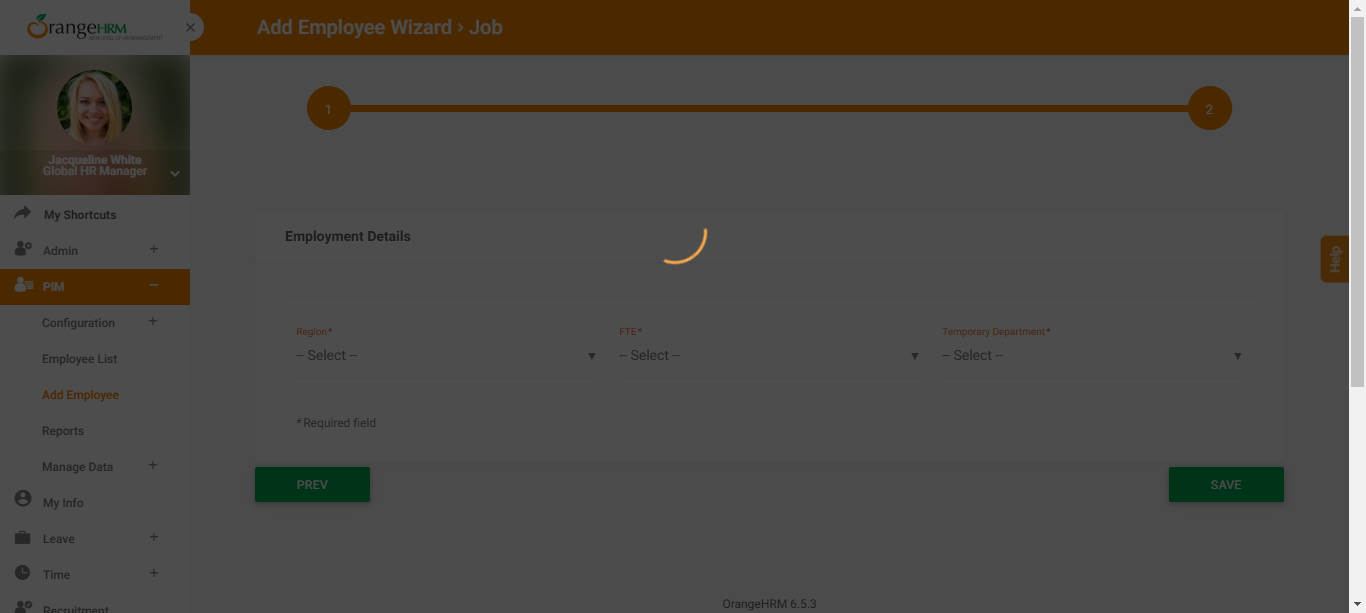 OrangeHRM
Add Employee Wizard › Job
1
2
Jacqueline White
Global HR Manager
My Shortcuts
Admin
PIM
Configuration
Employee List
Add Employee
Reports
Manage Data
My Info
Leave
Time
Recruitment
Employment Details
Region*
-- Select --
FTE*
-- Select --
Temporary Department*
-- Select --
* Required field
PREV
SAVE
Help
OrangeHRM 6.5.3